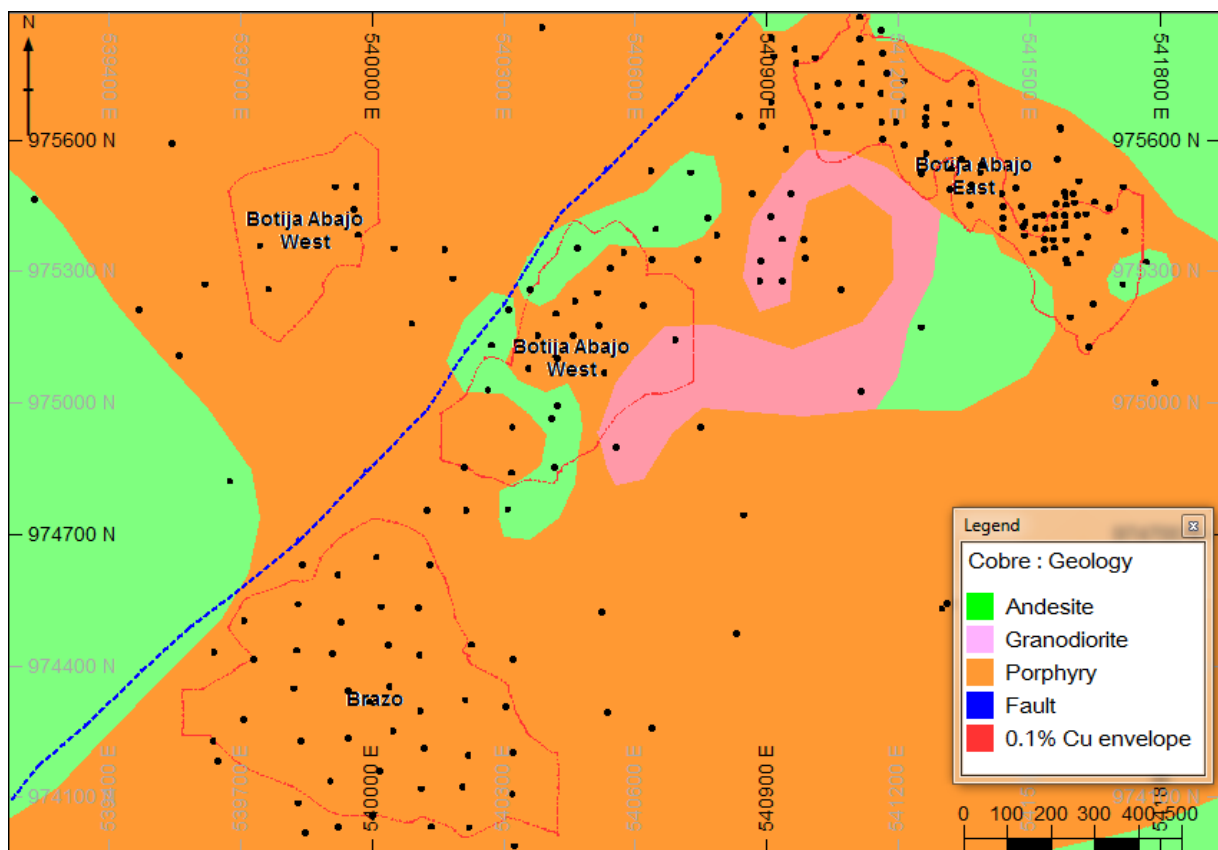 N
539400 E
539700 E
540000 E
540300 E
540600 E
540900 E
541200 E
541500 E
541800 E
975600 N
975600 N
Botija Abajo
East
Botija Abajo
West
975300 N
975300 N
Botija Abajo
West
975000 N
975000 N
974700 N
974400 N
Brazo
974100 N
539400 E
539700 E
540000 E
540300 E
540600 E
540900 E
Legend
Cobre : Geology
Andesite
Granodiorite
Porphyry
Fault
0.1% Cu envelope
0 100 200 300 400 500